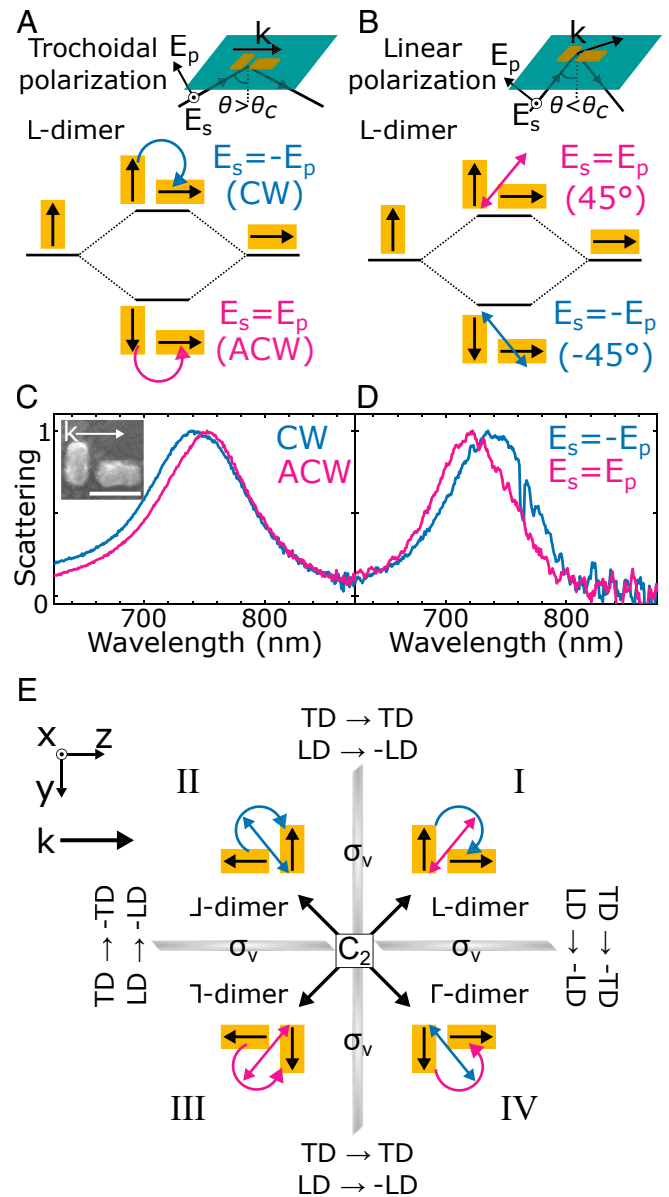 A
Trochoidal
polarization
k
E_p
E_s
θ>θ_c
L-dimer
E_s=-E_p
(CW)
E_s=E_p
(ACW)
B
Linear
polarization
k
E_p
E_s
θ<θ_c
L-dimer
E_s=E_p
(45°)
E_s=-E_p
(-45°)
C
k
CW
ACW
1
0
Scattering
700
800
Wavelength (nm)
D
E_s=-E_p
E_s=E_p
700
800
Wavelength (nm)
E
x
z
y
k
TD → TD
LD → -LD
II
I
σ_v
⅃-dimer
L-dimer
TD → -TD
LD → -LD
σ_v
C_2
σ_v
TD → -TD
LD → -LD
ꓶ-dimer
Γ-dimer
σ_v
III
IV
TD → TD
LD → -LD